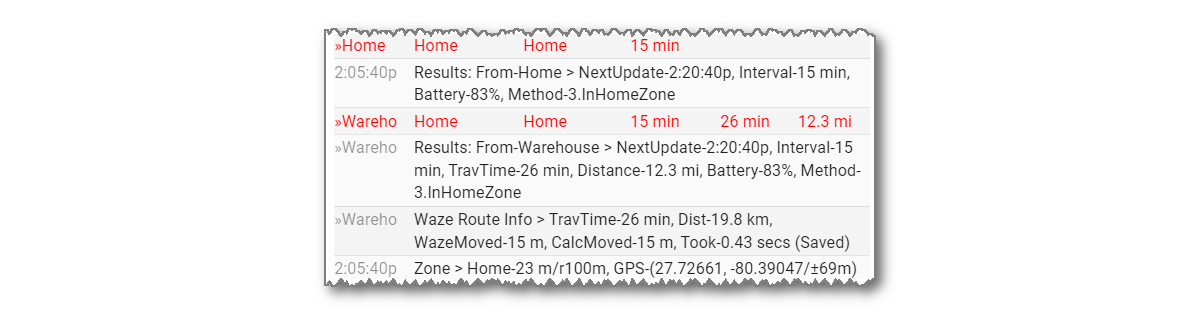 »Home Home Home 15 min
2:05:40p Results: From-Home > NextUpdate-2:20:40p, Interval-15 min,
Battery-83%, Method-3.InHomeZone
»Wareho Home Home 15 min 26 min 12.3 mi
»Wareho Results: From-Warehouse > NextUpdate-2:20:40p, Interval-15
min, TravTime-26 min, Distance-12.3 mi, Battery-83%, Method-
3.InHomeZone
»Wareho Waze Route Info > TravTime-26 min, Dist-19.8 km,
WazeMoved-15 m, CalcMoved-15 m, Took-0.43 secs (Saved)
2:05:40p Zone > Home-23 m/r100m, GPS-(27.72661, -80.39047/±69m)